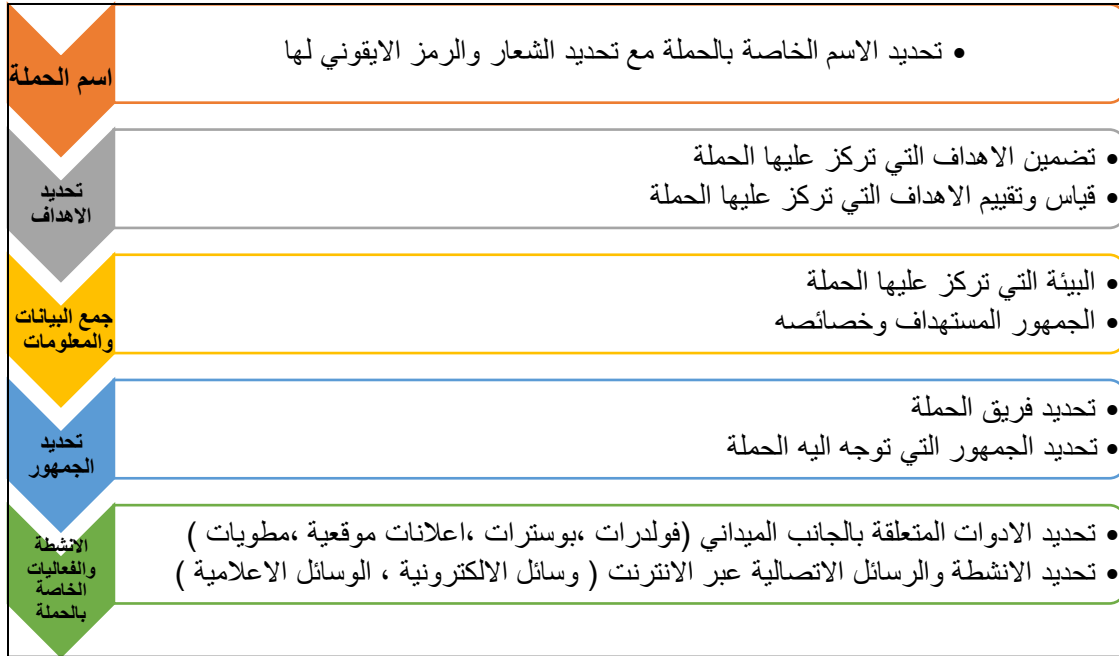 اسم الحملة
• تحديد الاسم الخاصة بالحملة مع تحديد الشعار والرمز الايقوني لها
تحديد
الاهداف
• تضمين الاهداف التي تركز عليها الحملة
• قياس وتقييم الاهداف التي تركز عليها الحملة
جمع البيانات
والمعلومات
• البيئة التي تركز عليها الحملة
• الجمهور المستهداف وخصائصه
تحديد
الجمهور
• تحديد فريق الحملة
• تحديد الجمهور التي توجه اليه الحملة
الانشطة
والفعاليات
الخاصة
بالحملة
• تحديد الادوات المتعلقة بالجانب الميداني (فولدرات ،بوسترات ،اعلانات موقعية ،مطويات )
• تحديد الانشطة والرسائل الاتصالية عبر الانترنت ( وسائل الالكترونية ، الوسائل الاعلامية )